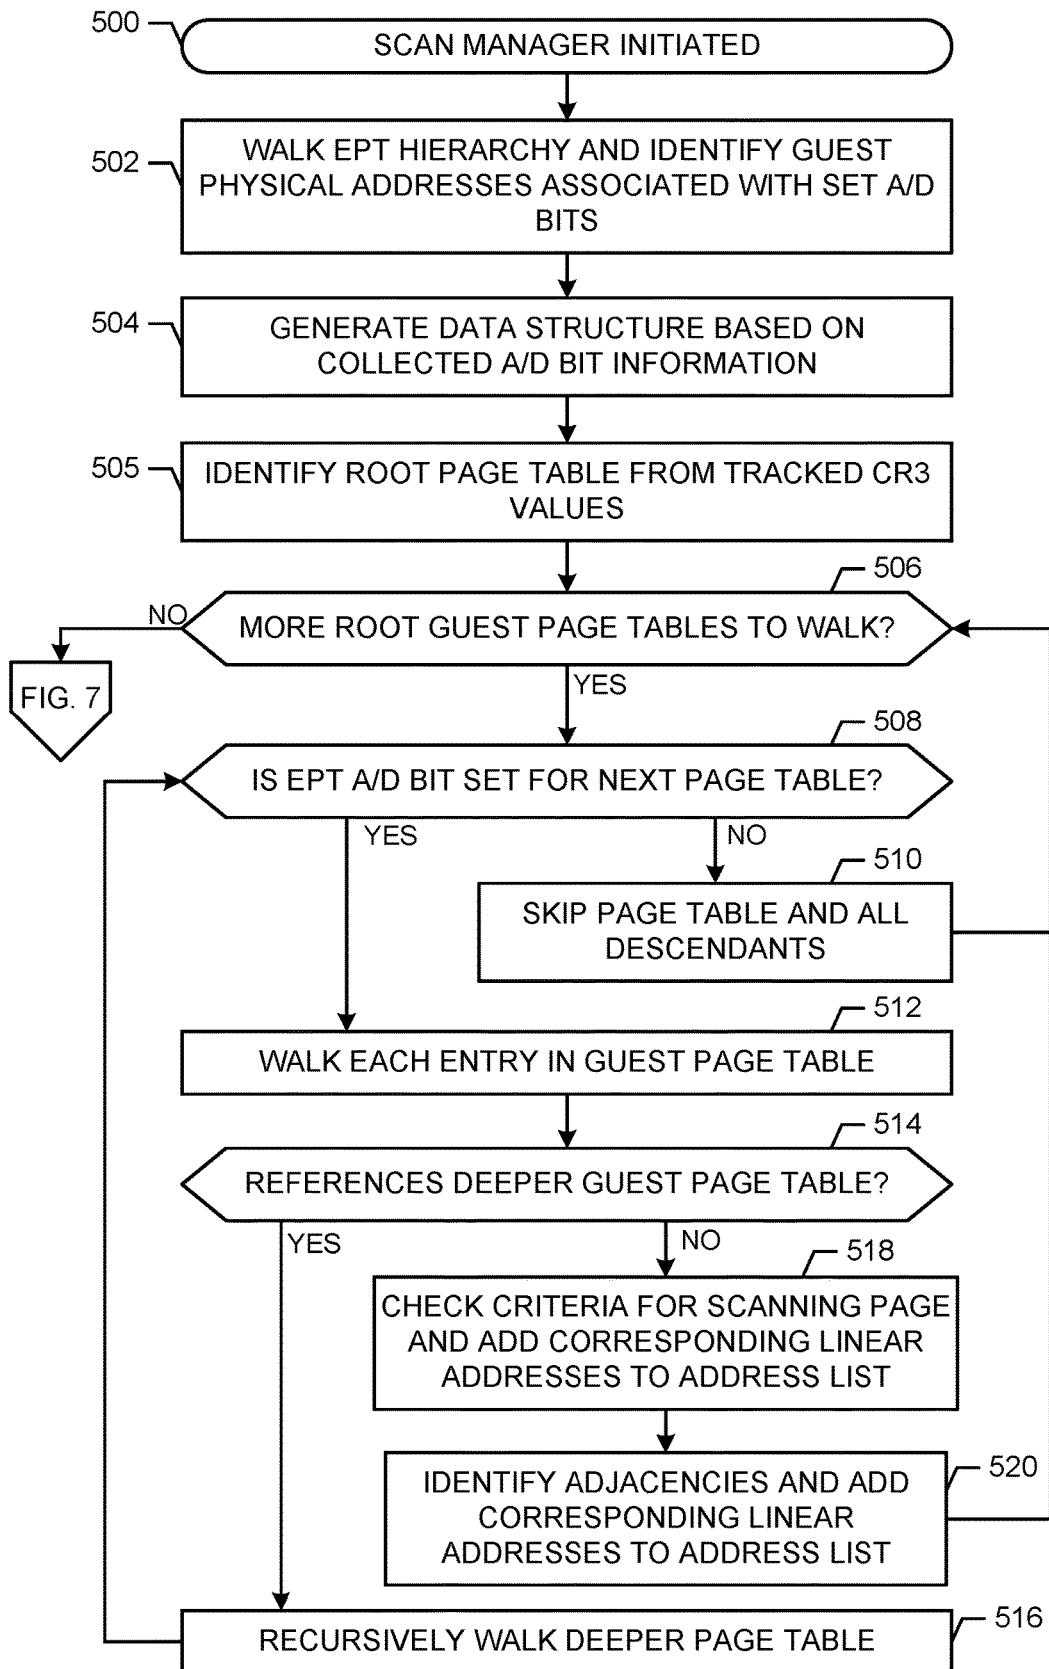 500
SCAN MANAGER INITIATED
502
WALK EPT HIERARCHY AND IDENTIFY GUEST
PHYSICAL ADDRESSES ASSOCIATED WITH SET A/D
BITS
504
GENERATE DATA STRUCTURE BASED ON
COLLECTED A/D BIT INFORMATION
505
IDENTIFY ROOT PAGE TABLE FROM TRACKED CR3
VALUES
506
NO
MORE ROOT GUEST PAGE TABLES TO WALK?
FIG. 7
YES
508
IS EPT A/D BIT SET FOR NEXT PAGE TABLE?
YES
NO
510
SKIP PAGE TABLE AND ALL
DESCENDANTS
512
WALK EACH ENTRY IN GUEST PAGE TABLE
514
REFERENCES DEEPER GUEST PAGE TABLE?
YES
NO
518
CHECK CRITERIA FOR SCANNING PAGE
AND ADD CORRESPONDING LINEAR
ADDRESSES TO ADDRESS LIST
520
IDENTIFY ADJACENCIES AND ADD
CORRESPONDING LINEAR
ADDRESSES TO ADDRESS LIST
516
RECURSIVELY WALK DEEPER PAGE TABLE